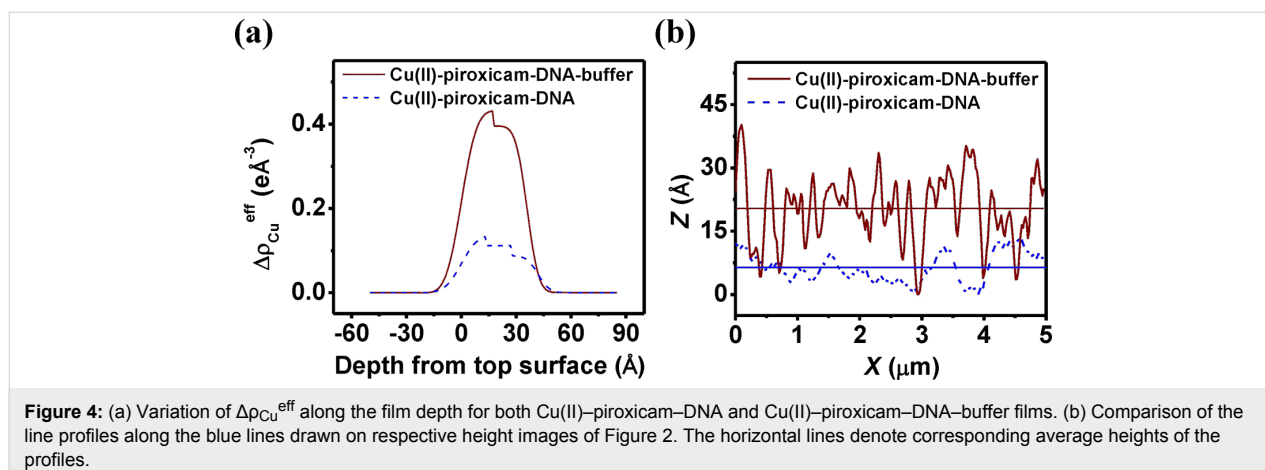 (a)
Cu(II)-piroxicam-DNA-buffer
Cu(II)-piroxicam-DNA
0.4
0.2
0.0
Δρ_Cu^eff (eÅ⁻³)
-60 -30 0 30 60 90
Depth from top surface (Å)
(b)
Cu(II)-piroxicam-DNA-buffer
Cu(II)-piroxicam-DNA
45
30
15
0
Z (Å)
0 1 2 3 4 5
X (μm)
Figure 4: (a) Variation of Δρ_Cu^eff along the film depth for both Cu(II)–piroxicam–DNA and Cu(II)–piroxicam–DNA–buffer films. (b) Comparison of the
line profiles along the blue lines drawn on respective height images of Figure 2. The horizontal lines denote corresponding average heights of the
profiles.